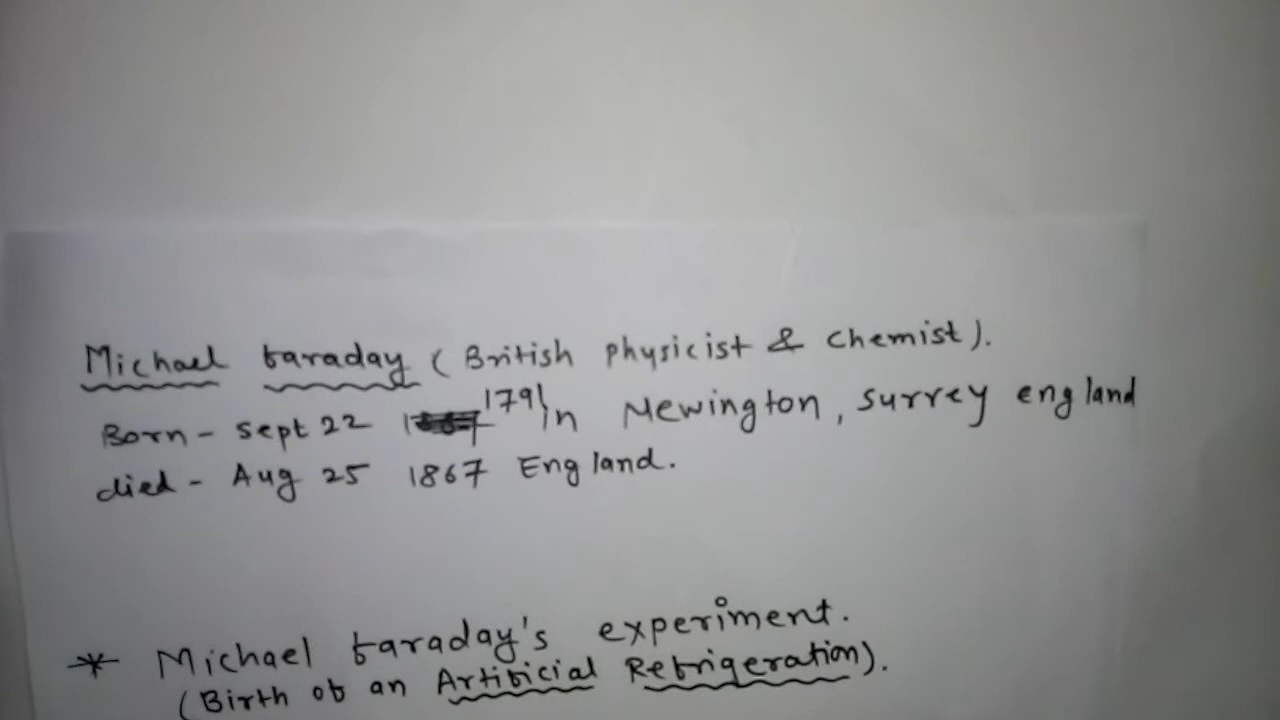 Michael faraday (British physicist & chemist).
Born - Sept 22 1791 in Newington, surrey england
died - Aug 25 1867 England.
* Michael faraday's experiment.
(Birth of an Artificial Refrigeration).